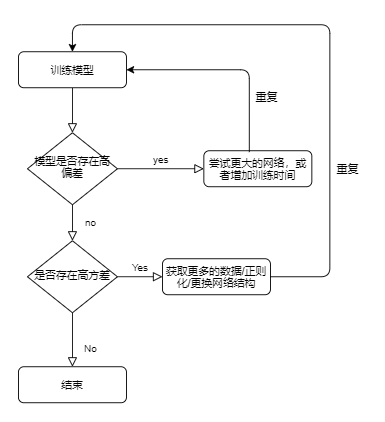 训练模型
重复
模型是否存在高
偏差
yes
尝试更大的网络，或
者增加训练时间
重复
no
是否存在高方差
Yes
获取更多的数据/正则
化/更换网络结构
No
结束